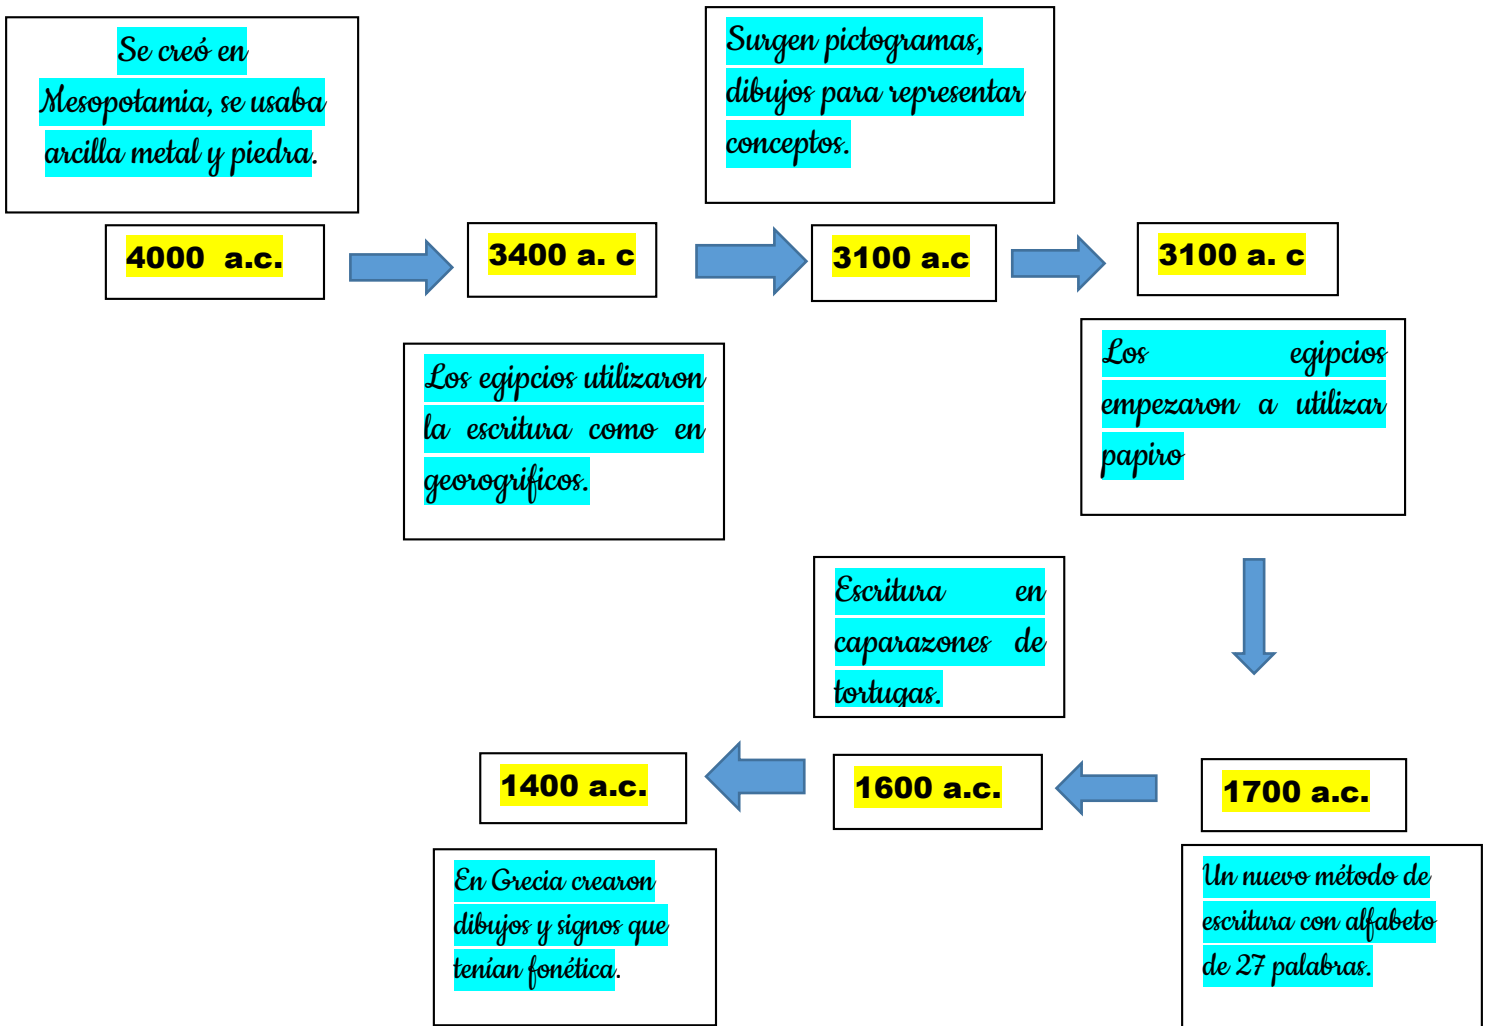 Se creó en
Mesopotamia, se usaba
arcilla metal y piedra.
Surgen pictogramas,
dibujos para representar
conceptos.
4000 a.c.
3400 a. c
3100 a.c
3100 a. c
Los egipcios utilizaron
la escritura como en
georogrificos.
Los egipcios
empezaron a utilizar
papiro
Escritura en
caparazones de
tortugas.
1400 a.c.
1600 a.c.
1700 a.c.
En Grecia crearon
dibujos y signos que
tenían fonética.
Un nuevo método de
escritura con alfabeto
de 27 palabras.